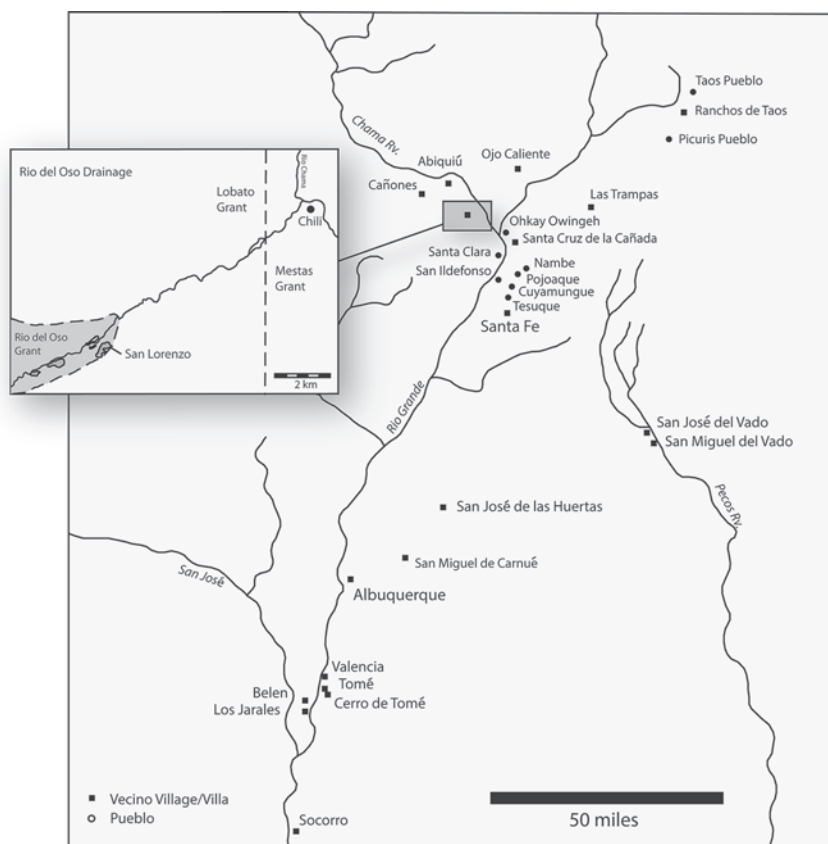 Taos Pueblo
Ranchos de Taos
Picuris Pueblo
Chama Rv.
Abiquiú
Ojo Caliente
Cañones
Las Trampas
Ohkay Owingeh
Santa Cruz de la Cañada
Santa Clara
San Ildefonso
Nambe
Pojoaque
Cuyamungue
Tesuque
Santa Fe
Rio del Oso Drainage
Lobato
Grant
Rio Chama
Chili
Mestas
Grant
Rio del Oso
Grant
San Lorenzo
2 km
Rio Grande
San José del Vado
San Miguel del Vado
Pecos Rv.
San José de las Huertas
San Miguel de Carnué
San José
Albuquerque
Valencia
Tomé
Cerro de Tomé
Belen
Los Jarales
Vecino Village/Villa
Pueblo
50 miles
Socorro